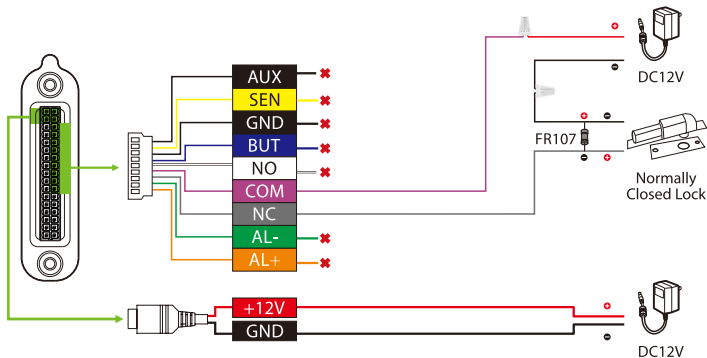 AUX
SEN
GND
BUT
NO
COM
NC
AL-
AL+
+12V
GND
DC12V
FR107
Normally
Closed Lock
DC12V